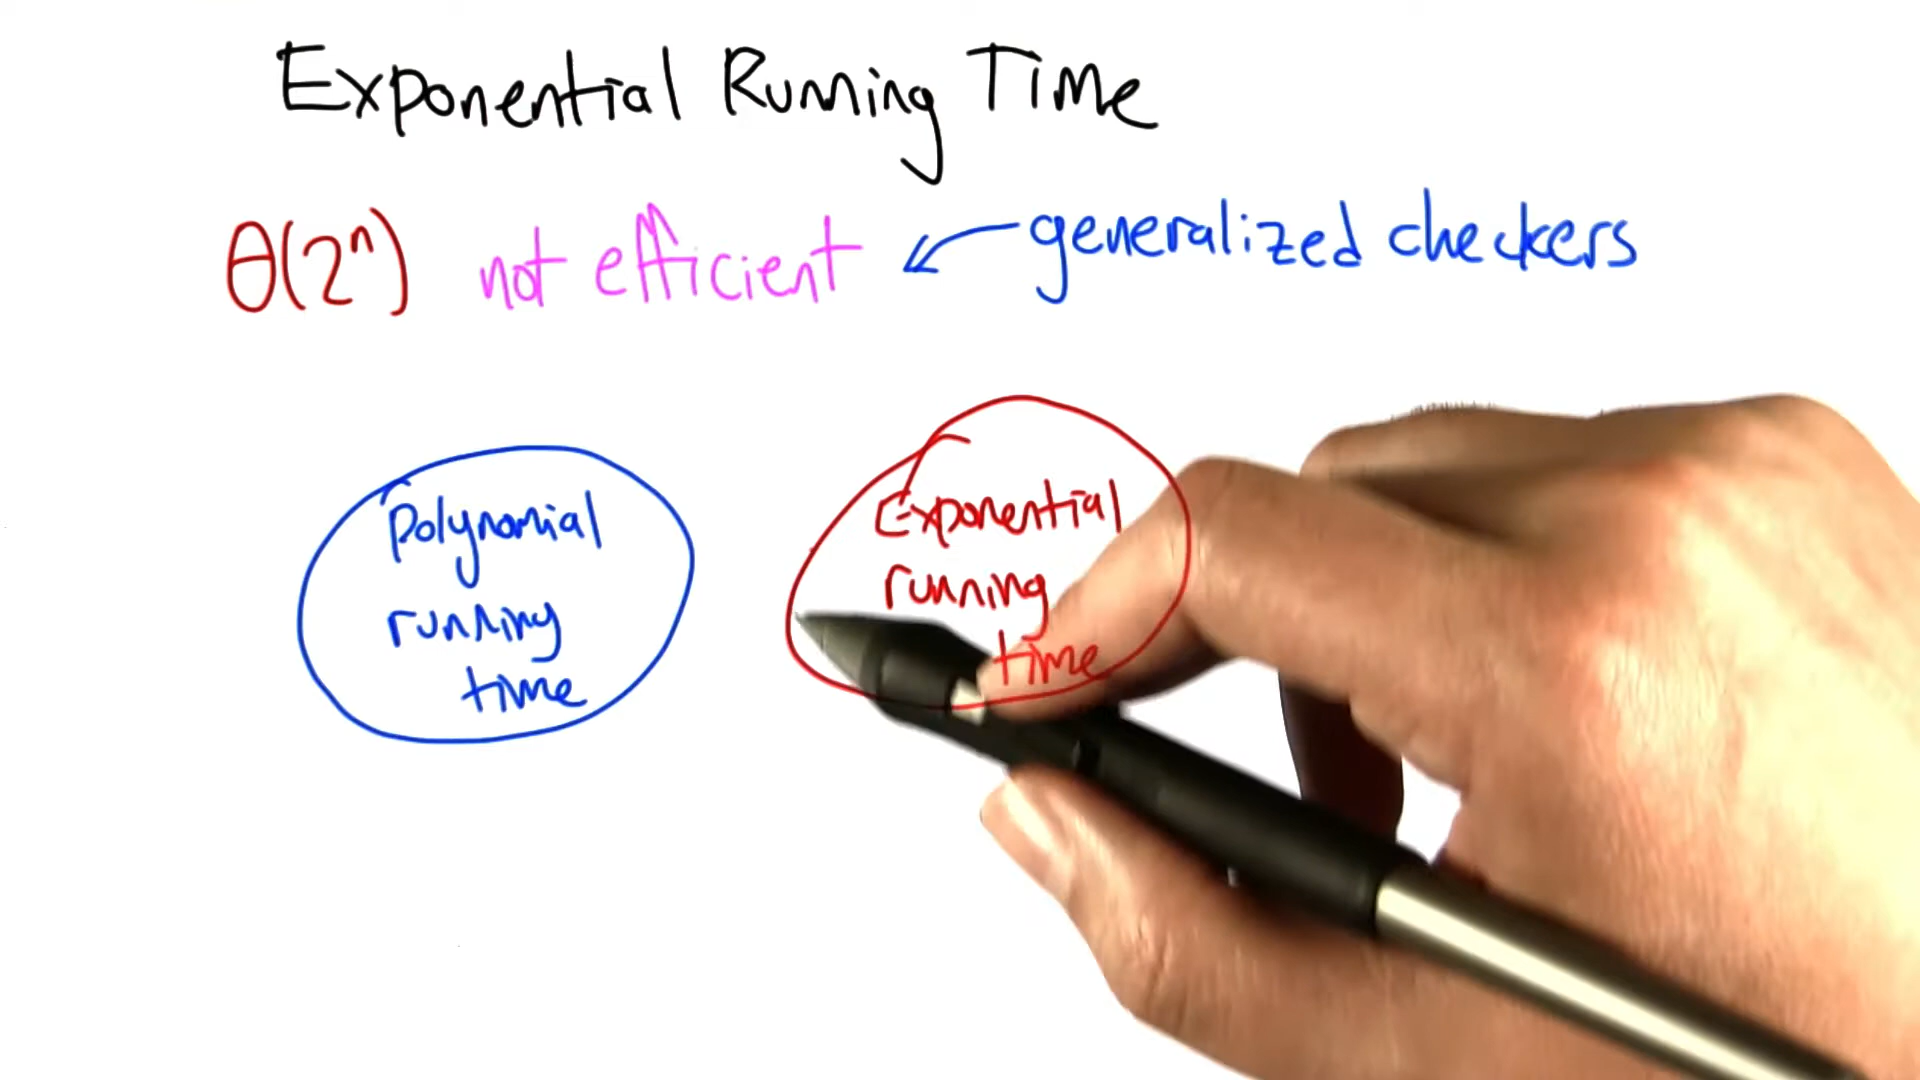 Exponential Running Time
θ(2ⁿ) not efficient ← generalized checkers
Polynomial
running
time
Exponential
running
time